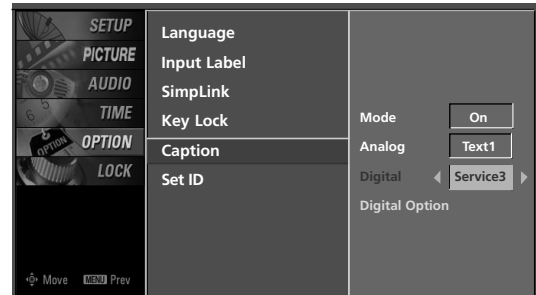 SETUP
PICTURE
AUDIO
TIME
OPTION
LOCK
Move MENU Prev
Language
Input Label
SimpLink
Key Lock
Caption
Set ID
Mode On
Analog Text1
Digital Service3
Digital Option